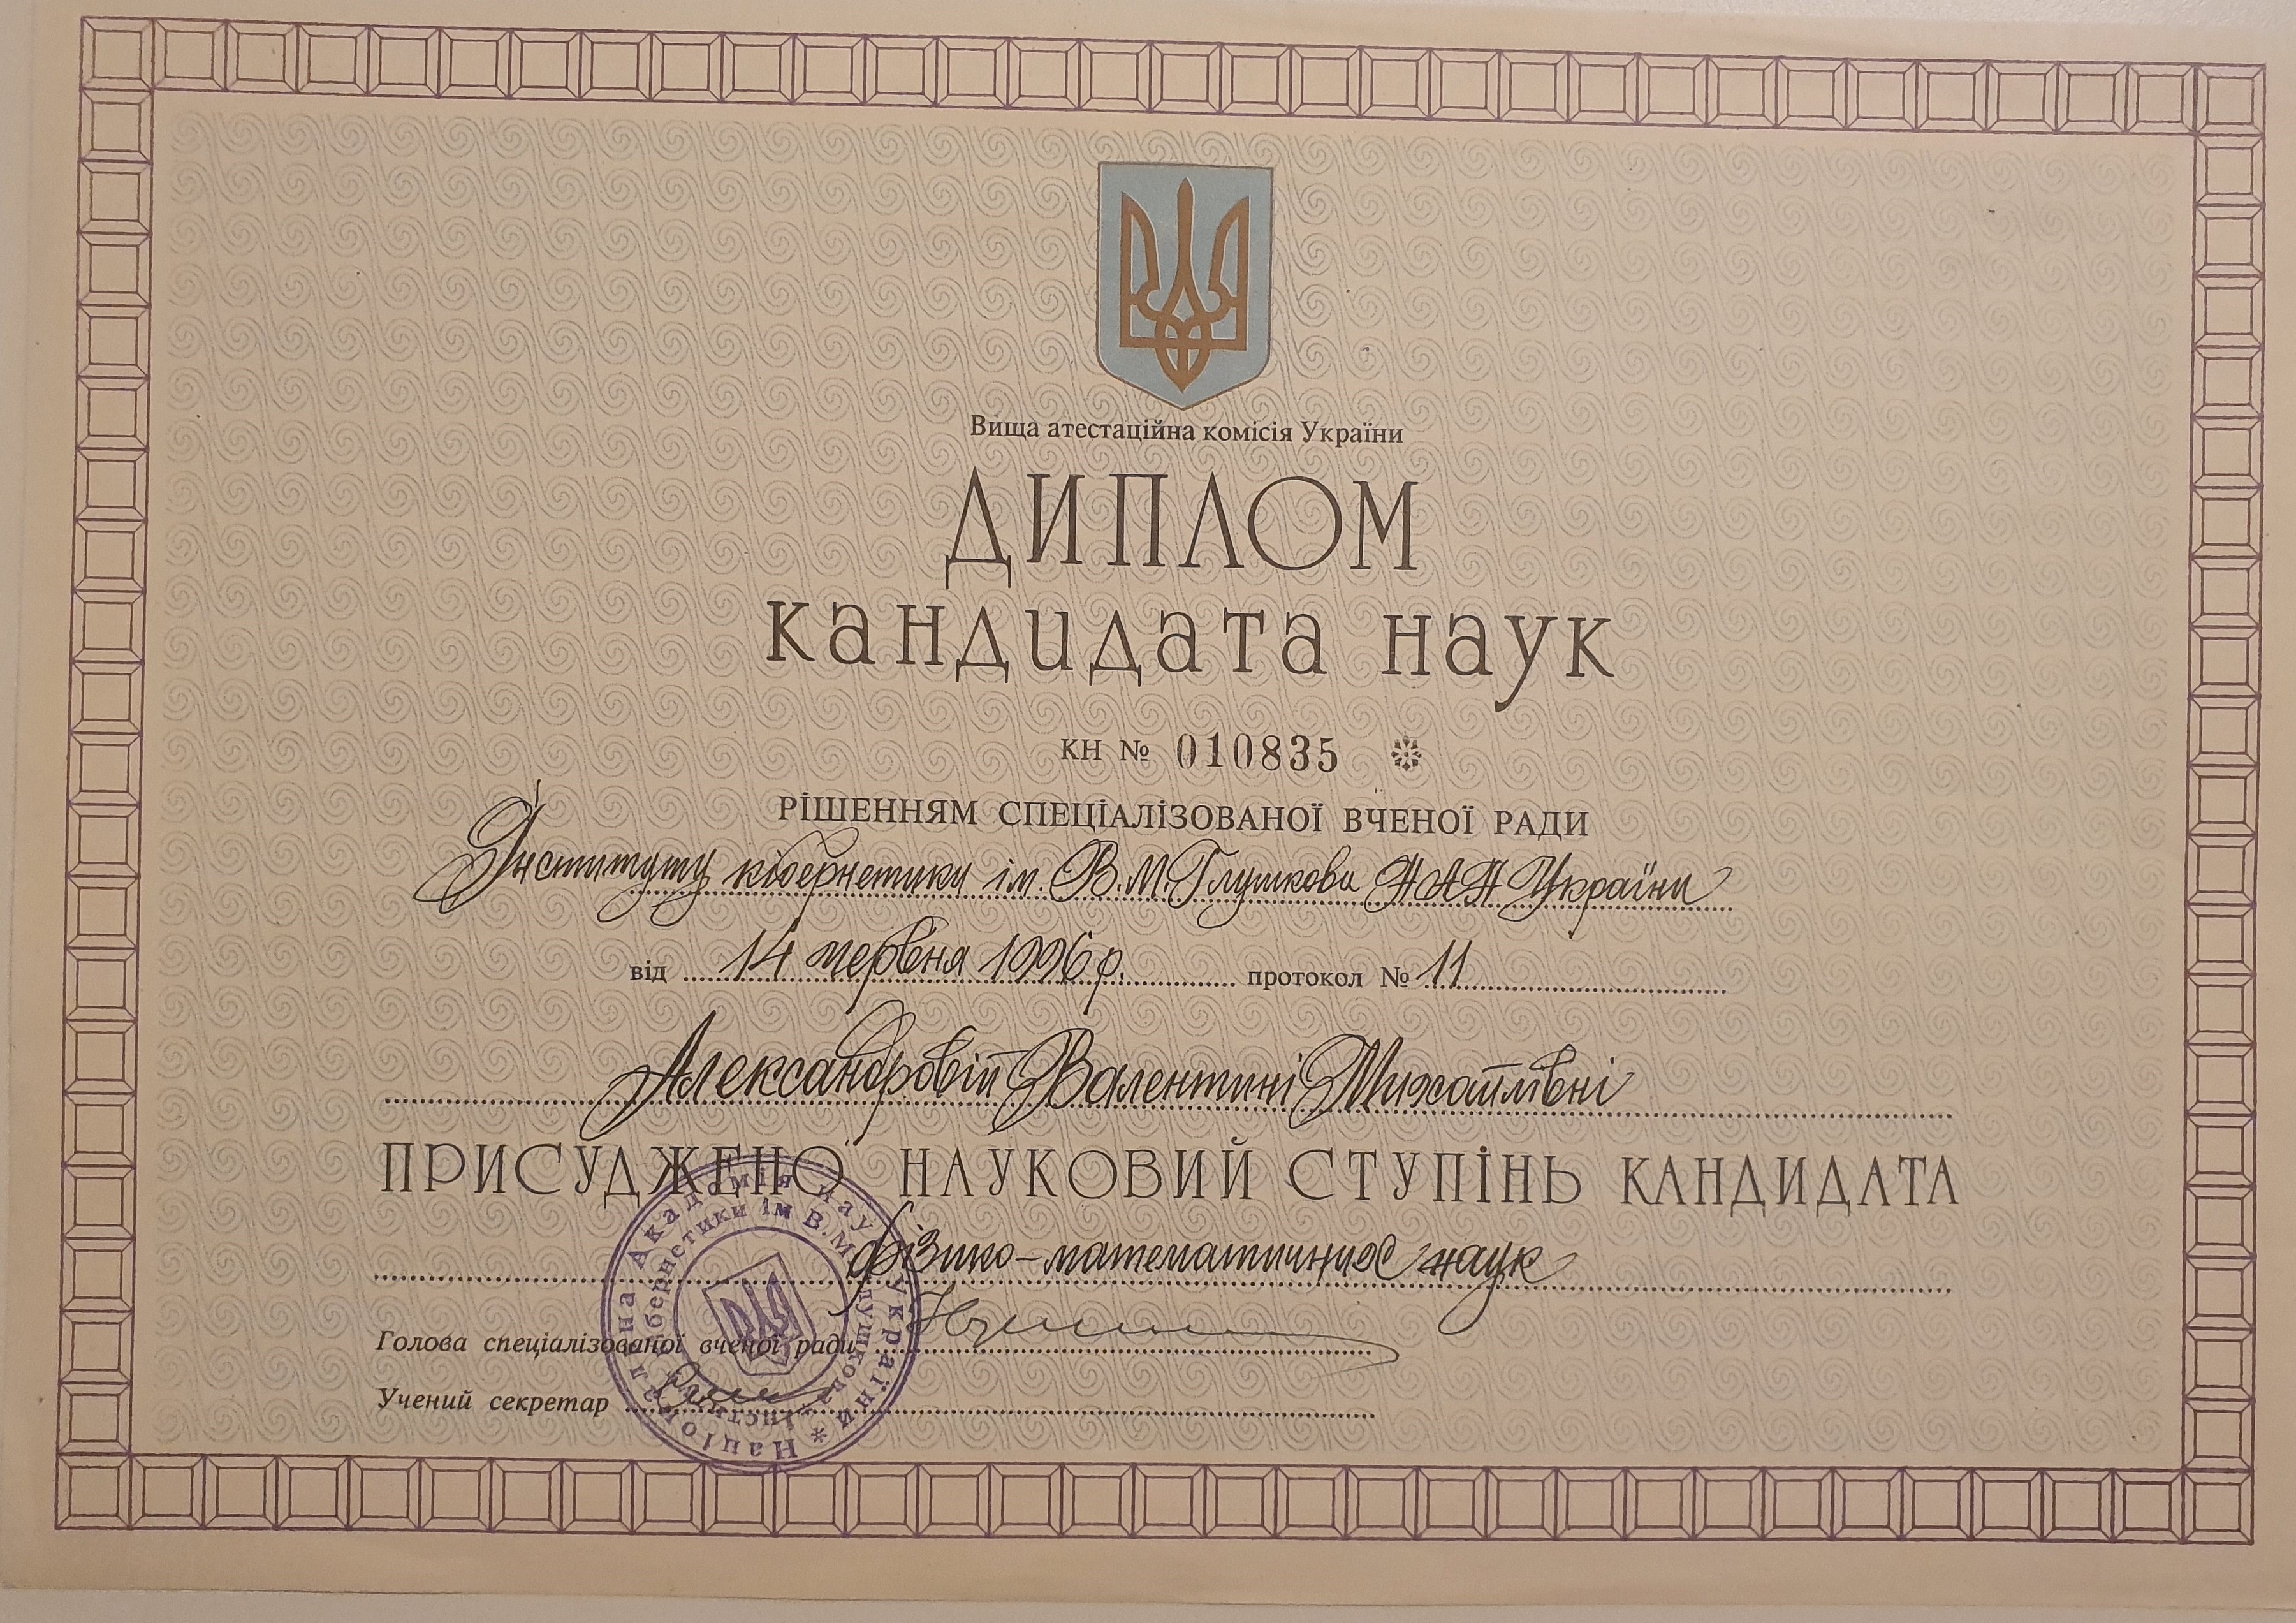 Вища атестаційна комісія України
ДИПЛОМ
кандидата наук
КН № 010835
РІШЕННЯМ СПЕЦІАЛІЗОВАНОЇ ВЧЕНОЇ РАДИ
Інституту кібернетики ім. В.М. Глушкова НАН України
від 14 червня 1996 р. протокол № 11
Александровій Валентині Михайлівні
ПРИСУДЖЕНО НАУКОВИЙ СТУПІНЬ КАНДИДАТА
фізико-математичних наук
Голова спеціалізованої вченої ради
Учений секретар
* Національна Академія наук України
Інститут кібернетики ім В.М. Глушкова